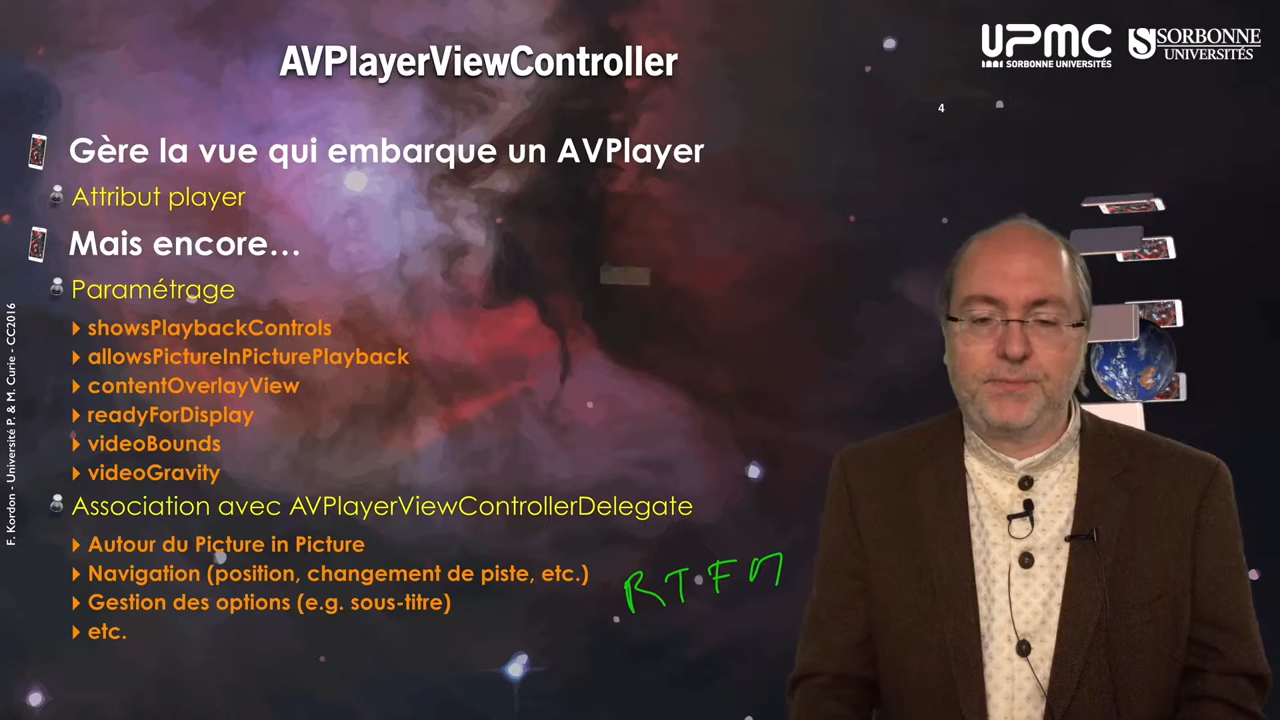 AVPlayerViewController
UPMC
SORBONNE UNIVERSITÉS
SORBONNE
UNIVERSITÉS
4
Gère la vue qui embarque un AVPlayer
Attribut player
Mais encore...
Paramétrage
showsPlaybackControls
allowsPictureInPicturePlayback
contentOverlayView
readyForDisplay
videoBounds
videoGravity
Association avec AVPlayerViewControllerDelegate
Autour du Picture in Picture
Navigation (position, changement de piste, etc.)
Gestion des options (e.g. sous-titre)
etc.
RTFM
F. Kordon - Université P. & M. Curie - CC2016